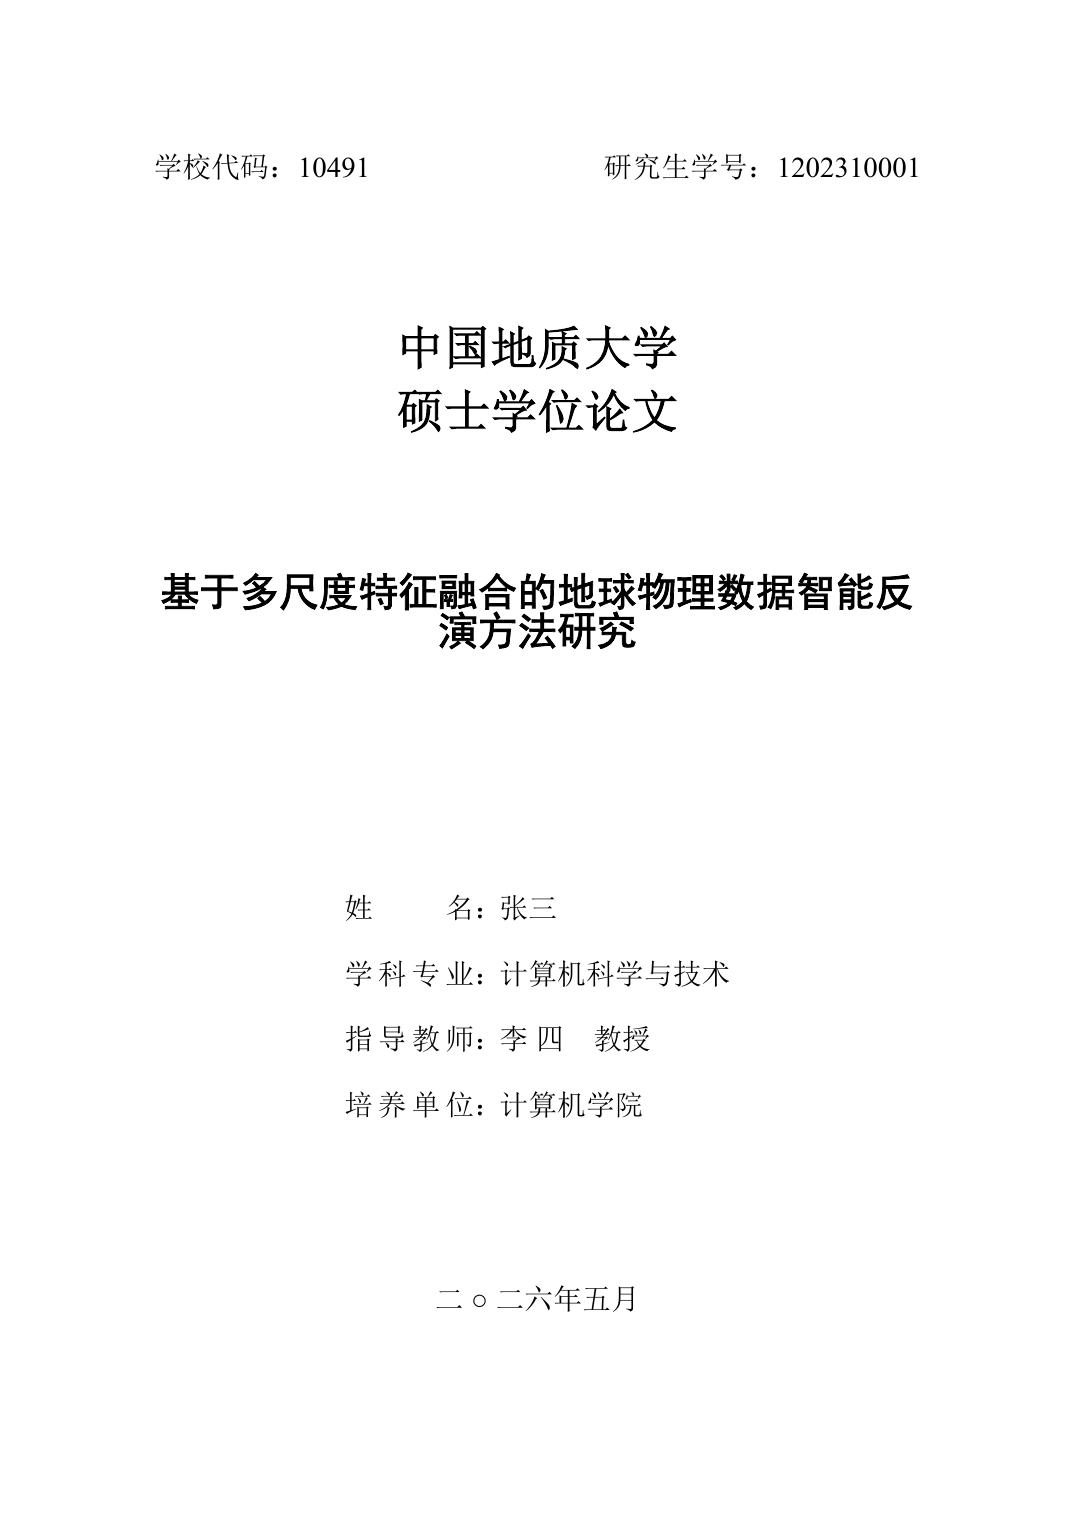 学校代码：10491 研究生学号：1202310001
中国地质大学
硕士学位论文
基于多尺度特征融合的地球物理数据智能反
演方法研究
姓 名：张三
学科专业：计算机科学与技术
指导教师：李 四 教授
培养单位：计算机学院
二○二六年五月